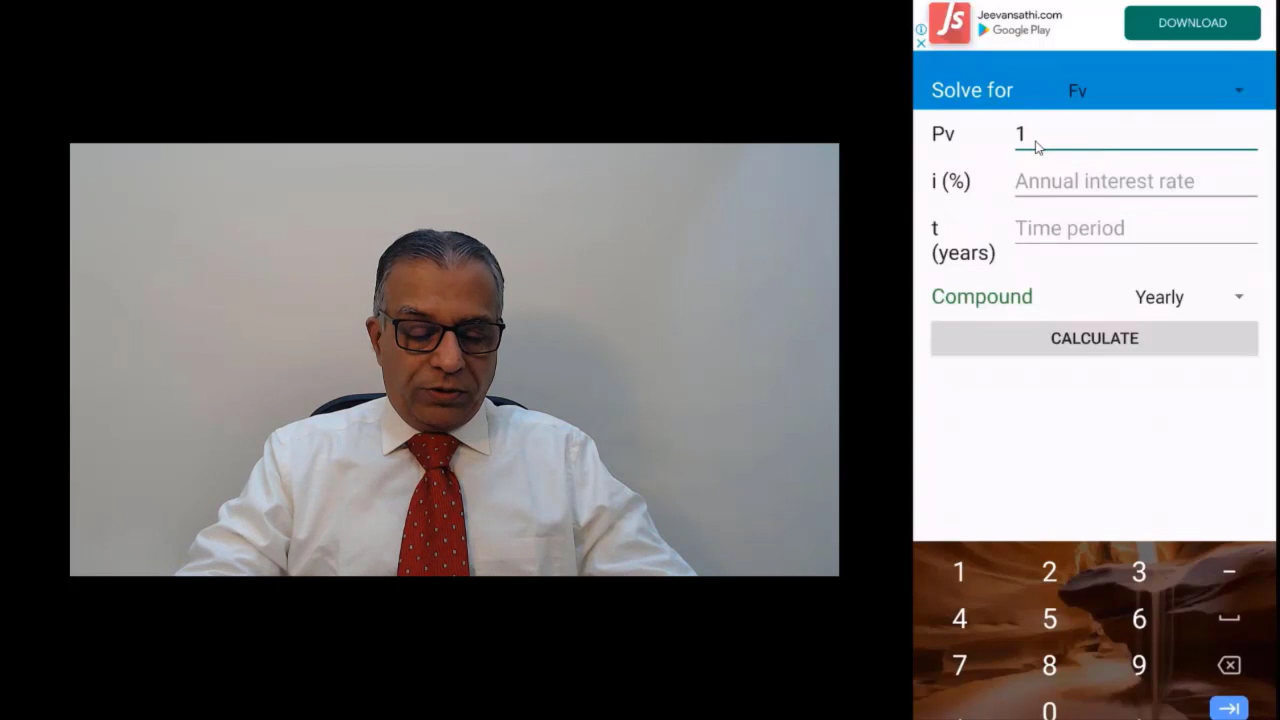 Js
Jeevansathi.com
Google Play
DOWNLOAD
Solve for Fv
Pv 1
i (%) Annual interest rate
t Time period
(years)
Compound Yearly
CALCULATE
1 2 3 -
4 5 6
7 8 9
. 0